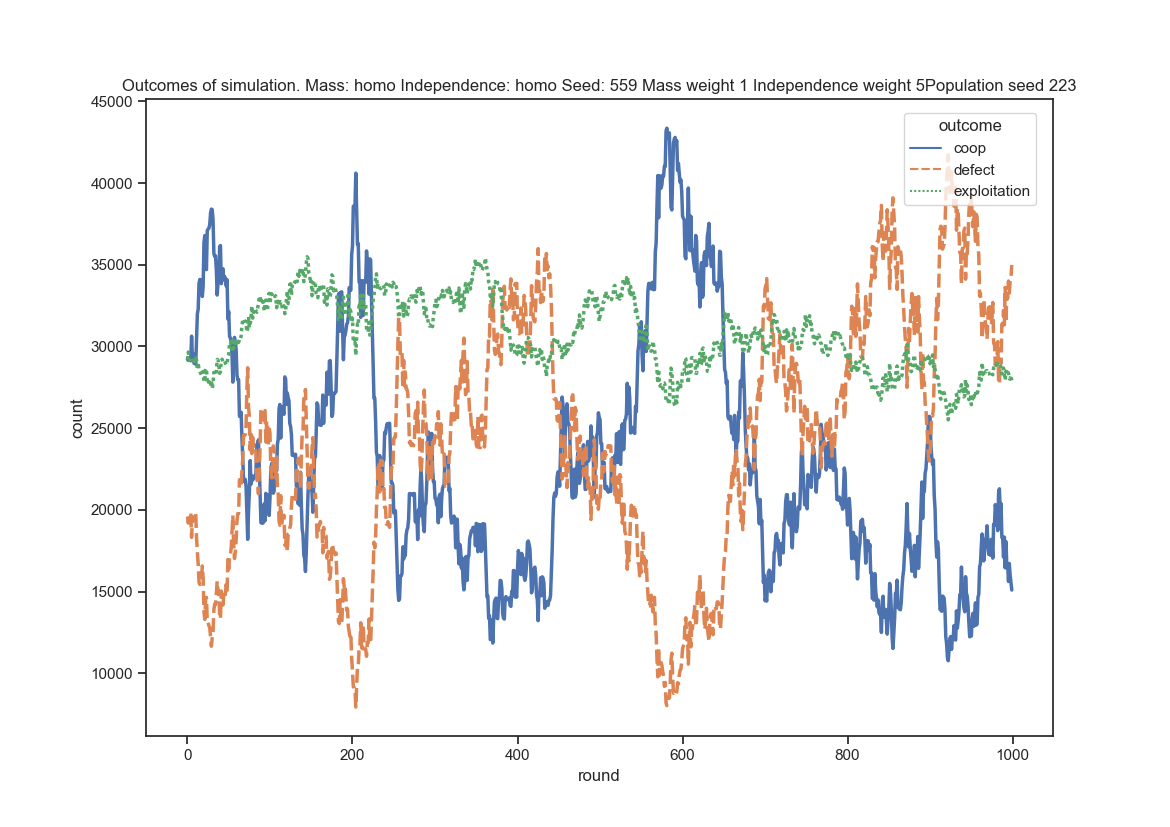 Outcomes of simulation. Mass: homo Independence: homo Seed: 559 Mass weight 1 Independence weight 5Population seed 223
45000
40000
35000
30000
25000
20000
15000
10000
count
outcome
coop
defect
exploitation
0
200
400
600
800
1000
round